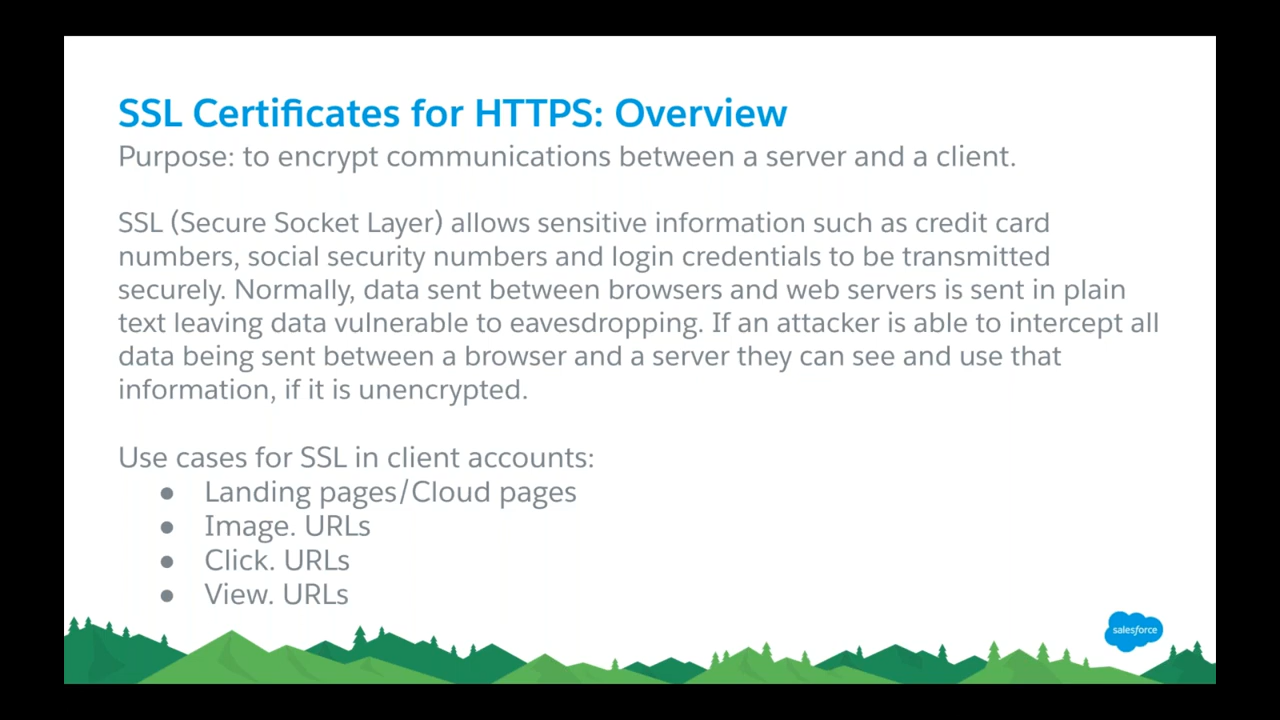 SSL Certificates for HTTPS: Overview
Purpose: to encrypt communications between a server and a client.
SSL (Secure Socket Layer) allows sensitive information such as credit card
numbers, social security numbers and login credentials to be transmitted
securely. Normally, data sent between browsers and web servers is sent in plain
text leaving data vulnerable to eavesdropping. If an attacker is able to intercept all
data being sent between a browser and a server they can see and use that
information, if it is unencrypted.
Use cases for SSL in client accounts:
● Landing pages/Cloud pages
● Image. URLs
● Click. URLs
● View. URLs
salesforce